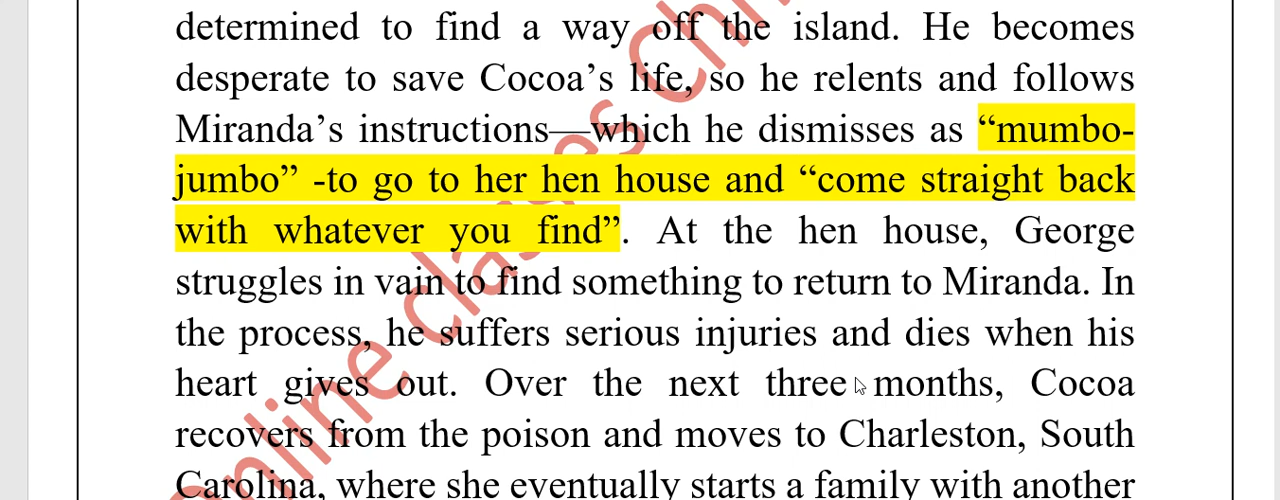 determined to find a way off the island. He becomes
desperate to save Cocoa’s life, so he relents and follows
Miranda’s instructions—which he dismisses as “mumbo-
jumbo” -to go to her hen house and “come straight back
with whatever you find”. At the hen house, George
struggles in vain to find something to return to Miranda. In
the process, he suffers serious injuries and dies when his
heart gives out. Over the next three months, Cocoa
recovers from the poison and moves to Charleston, South
Carolina, where she eventually starts a family with another
Online classes Ch